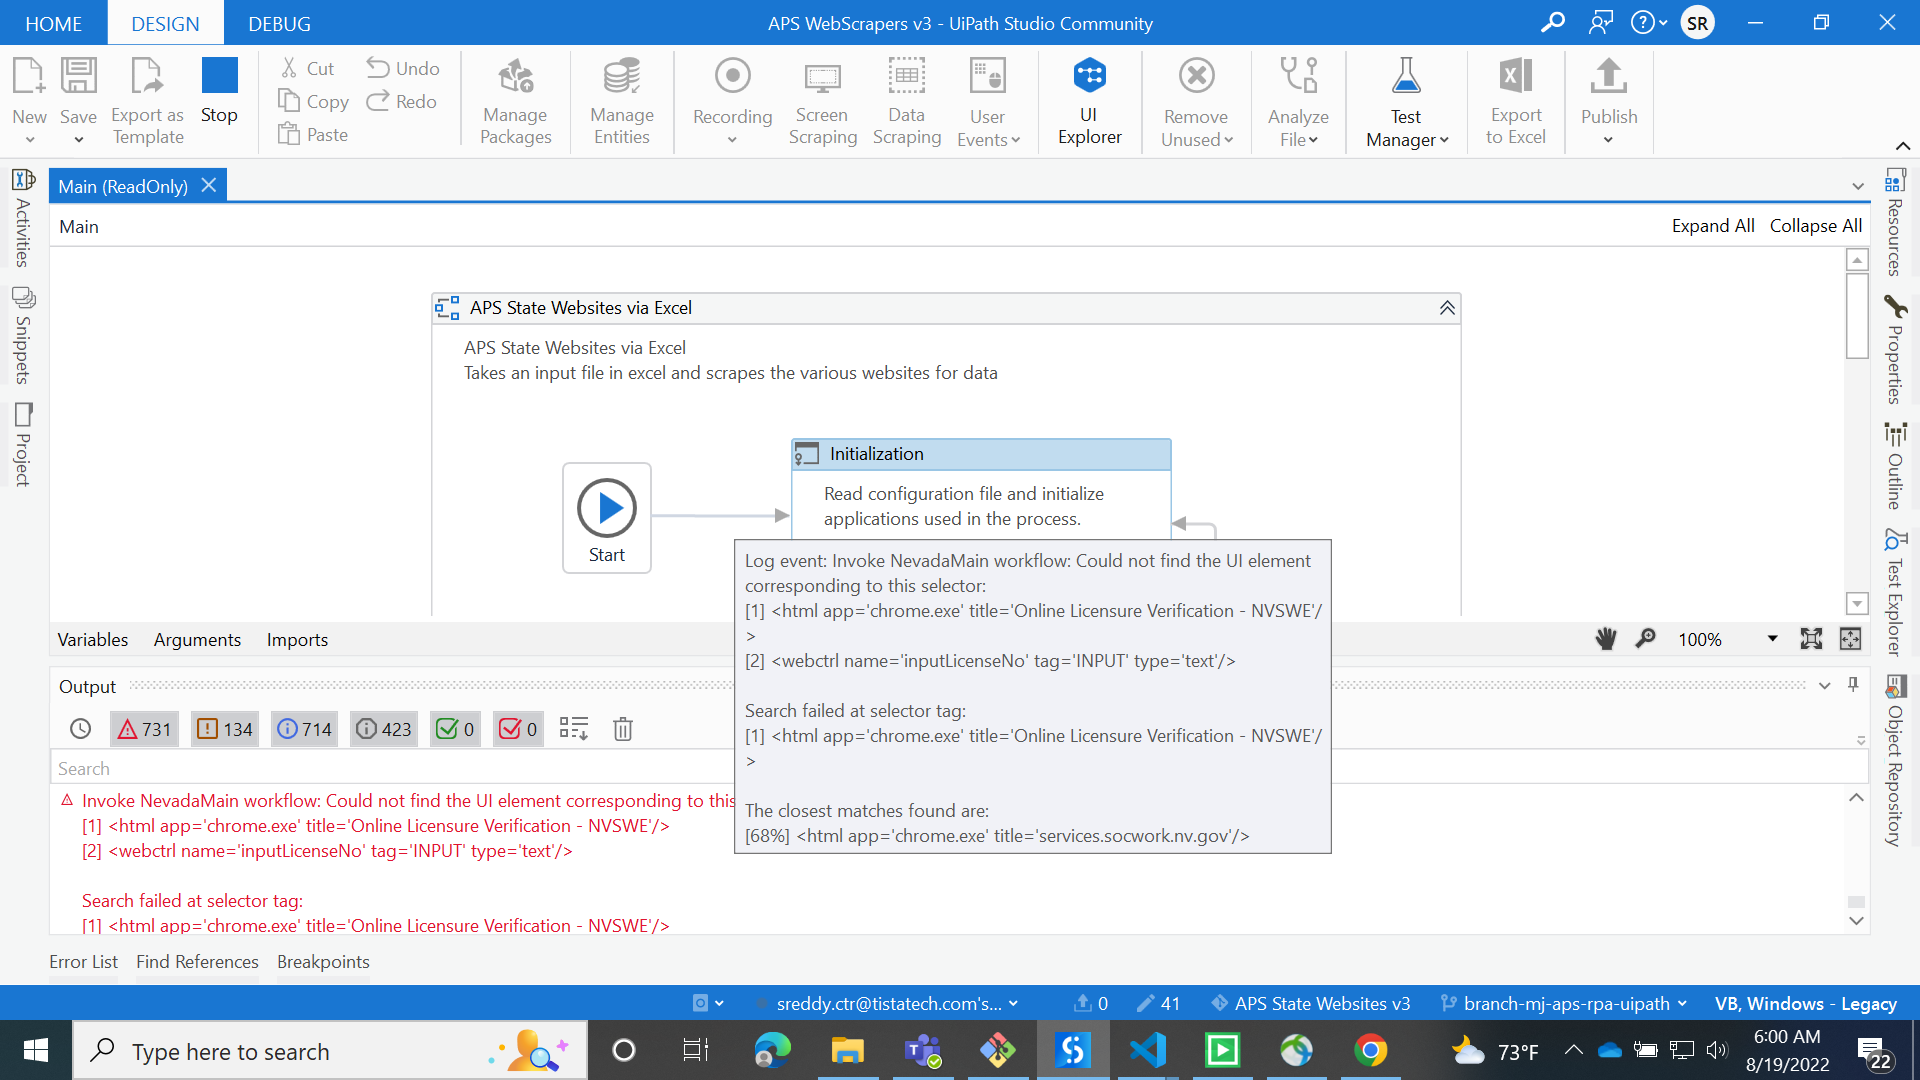 HOME
DESIGN
DEBUG
APS WebScrapers v3 - UiPath Studio Community
SR
New
Save
Export as
Template
Stop
Cut
Copy
Paste
Undo
Redo
Manage
Packages
Manage
Entities
Recording
Screen
Scraping
Data
Scraping
User
Events
UI
Explorer
Remove
Unused
Analyze
File
Test
Manager
Export
to Excel
Publish
Main (ReadOnly)
Main
Expand All
Collapse All
Activities
Snippets
Project
Resources
Properties
Outline
Test Explorer
Object Repository
APS State Websites via Excel
APS State Websites via Excel
Takes an input file in excel and scrapes the various websites for data
Start
Initialization
Read configuration file and initialize
applications used in the process.
Log event: Invoke NevadaMain workflow: Could not find the UI element
corresponding to this selector:
[1] <html app='chrome.exe' title='Online Licensure Verification - NVSWE'/
>
[2] <webctrl name='inputLicenseNo' tag='INPUT' type='text'/>
Search failed at selector tag:
[1] <html app='chrome.exe' title='Online Licensure Verification - NVSWE'/
>
The closest matches found are:
[68%] <html app='chrome.exe' title='services.socwork.nv.gov'/>
Variables
Arguments
Imports
100%
Output
731
134
714
423
0
0
Search
Invoke NevadaMain workflow: Could not find the UI element corresponding to this
[1] <html app='chrome.exe' title='Online Licensure Verification - NVSWE'/>
[2] <webctrl name='inputLicenseNo' tag='INPUT' type='text'/>
Search failed at selector tag:
[1] <html app='chrome.exe' title='Online Licensure Verification - NVSWE'/>
Error List
Find References
Breakpoints
sreddy.ctr@tistatech.com's...
0
41
APS State Websites v3
branch-mj-aps-rpa-uipath
VB, Windows - Legacy
Type here to search
73°F
6:00 AM
8/19/2022
22